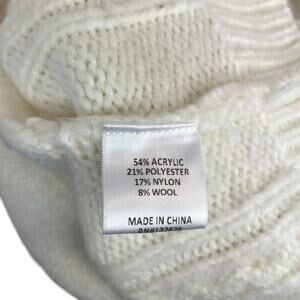 54% ACRYLIC
21% POLYESTER
17% NYLON
8% WOOL
MADE IN CHINA